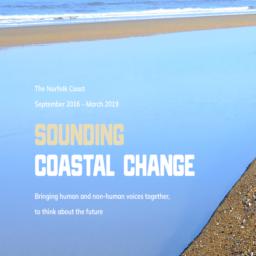 The Norfolk Coast
September 2016 - March 2019
SOUNDING
COASTAL CHANGE
Bringing human and non-human voices together,
to think about the future